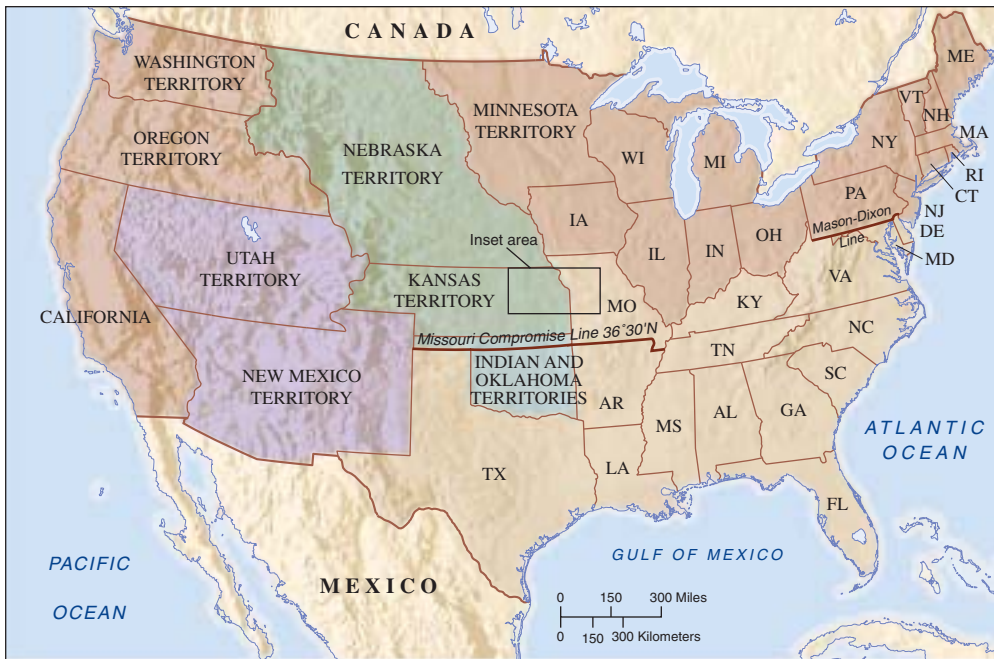 CANADA
WASHINGTON
TERRITORY
OREGON
TERRITORY
NEBRASKA
TERRITORY
MINNESOTA
TERRITORY
WI
MI
ME
VT
NH
NY
MA
RI
CT
PA
NJ
DE
MD
Mason-Dixon
Line
IA
IL
IN
OH
Inset area
UTAH
TERRITORY
KANSAS
TERRITORY
MO
KY
VA
CALIFORNIA
Missouri Compromise Line 36°30'N
NC
TN
SC
NEW MEXICO
TERRITORY
INDIAN AND
OKLAHOMA
TERRITORIES
AR
MS
AL
GA
ATLANTIC
OCEAN
TX
LA
FL
PACIFIC
OCEAN
MEXICO
GULF OF MEXICO
0 150 300 Miles
0 150 300 Kilometers